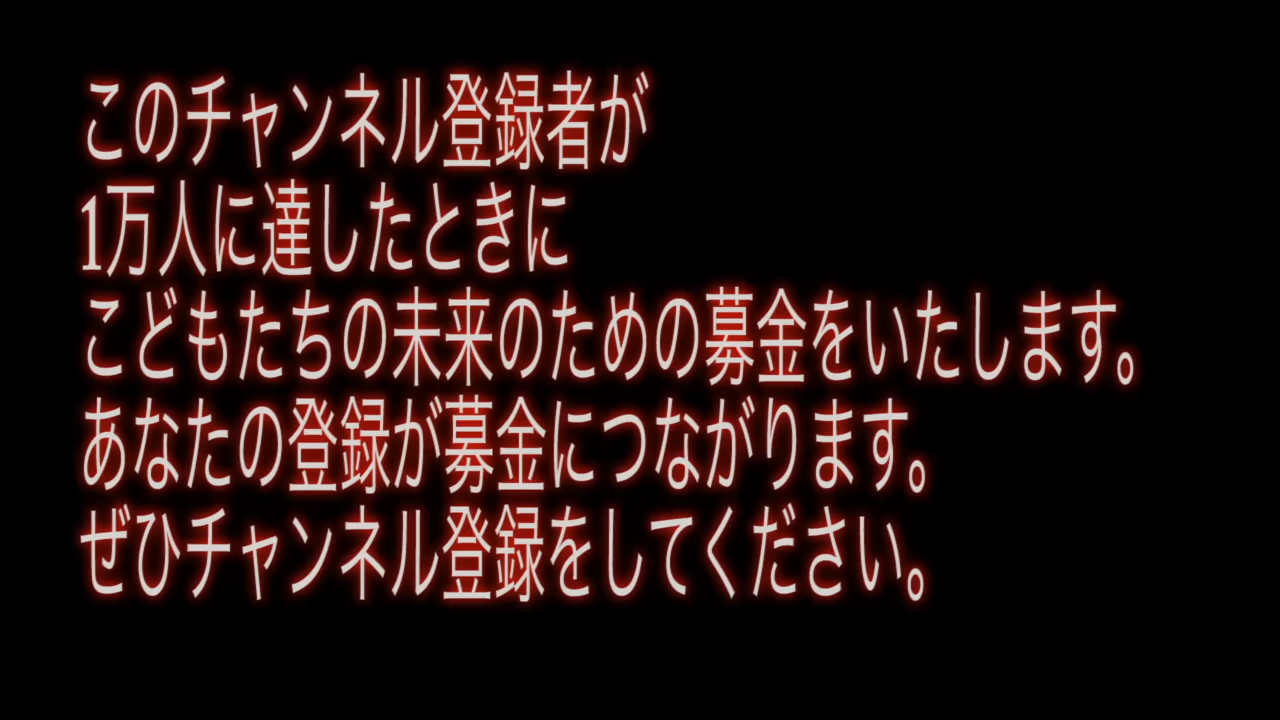 このチャンネル登録者が
1万人に達したときに
こどもたちの未来のための募金をいたします。
あなたの登録が募金につながります。
ぜひチャンネル登録をしてください。